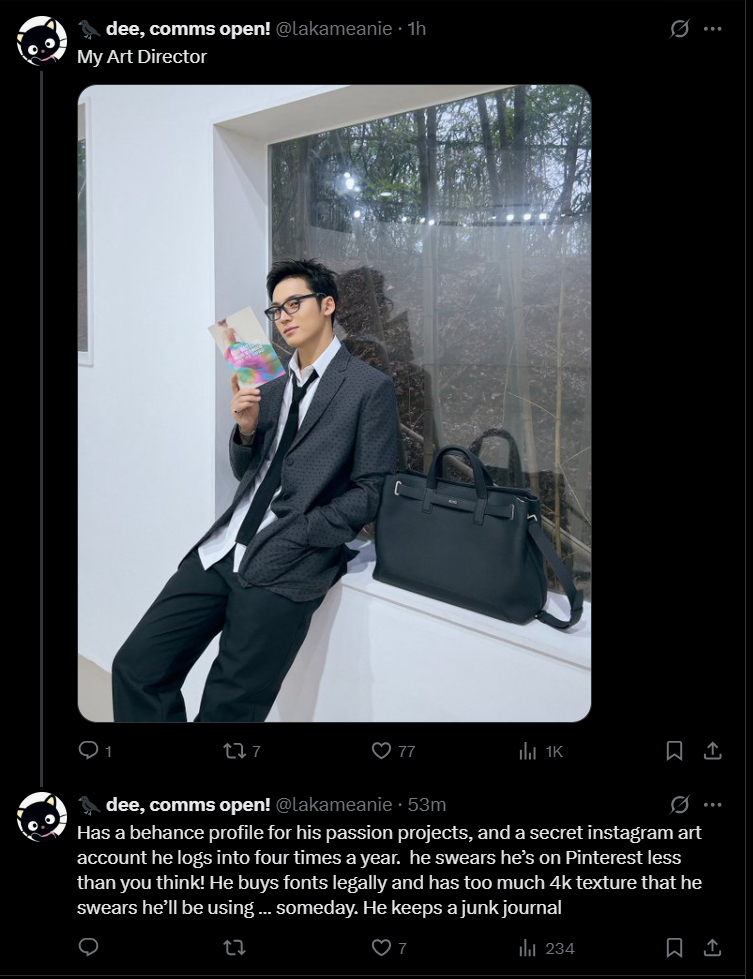 dee, comms open! @lakameanie · 1h
My Art Director
1
7
77
1K
dee, comms open! @lakameanie · 53m
Has a behance profile for his passion projects, and a secret instagram art
account he logs into four times a year.  he swears he’s on Pinterest less
than you think! He buys fonts legally and has too much 4k texture that he
swears he’ll be using ... someday. He keeps a junk journal
7
234